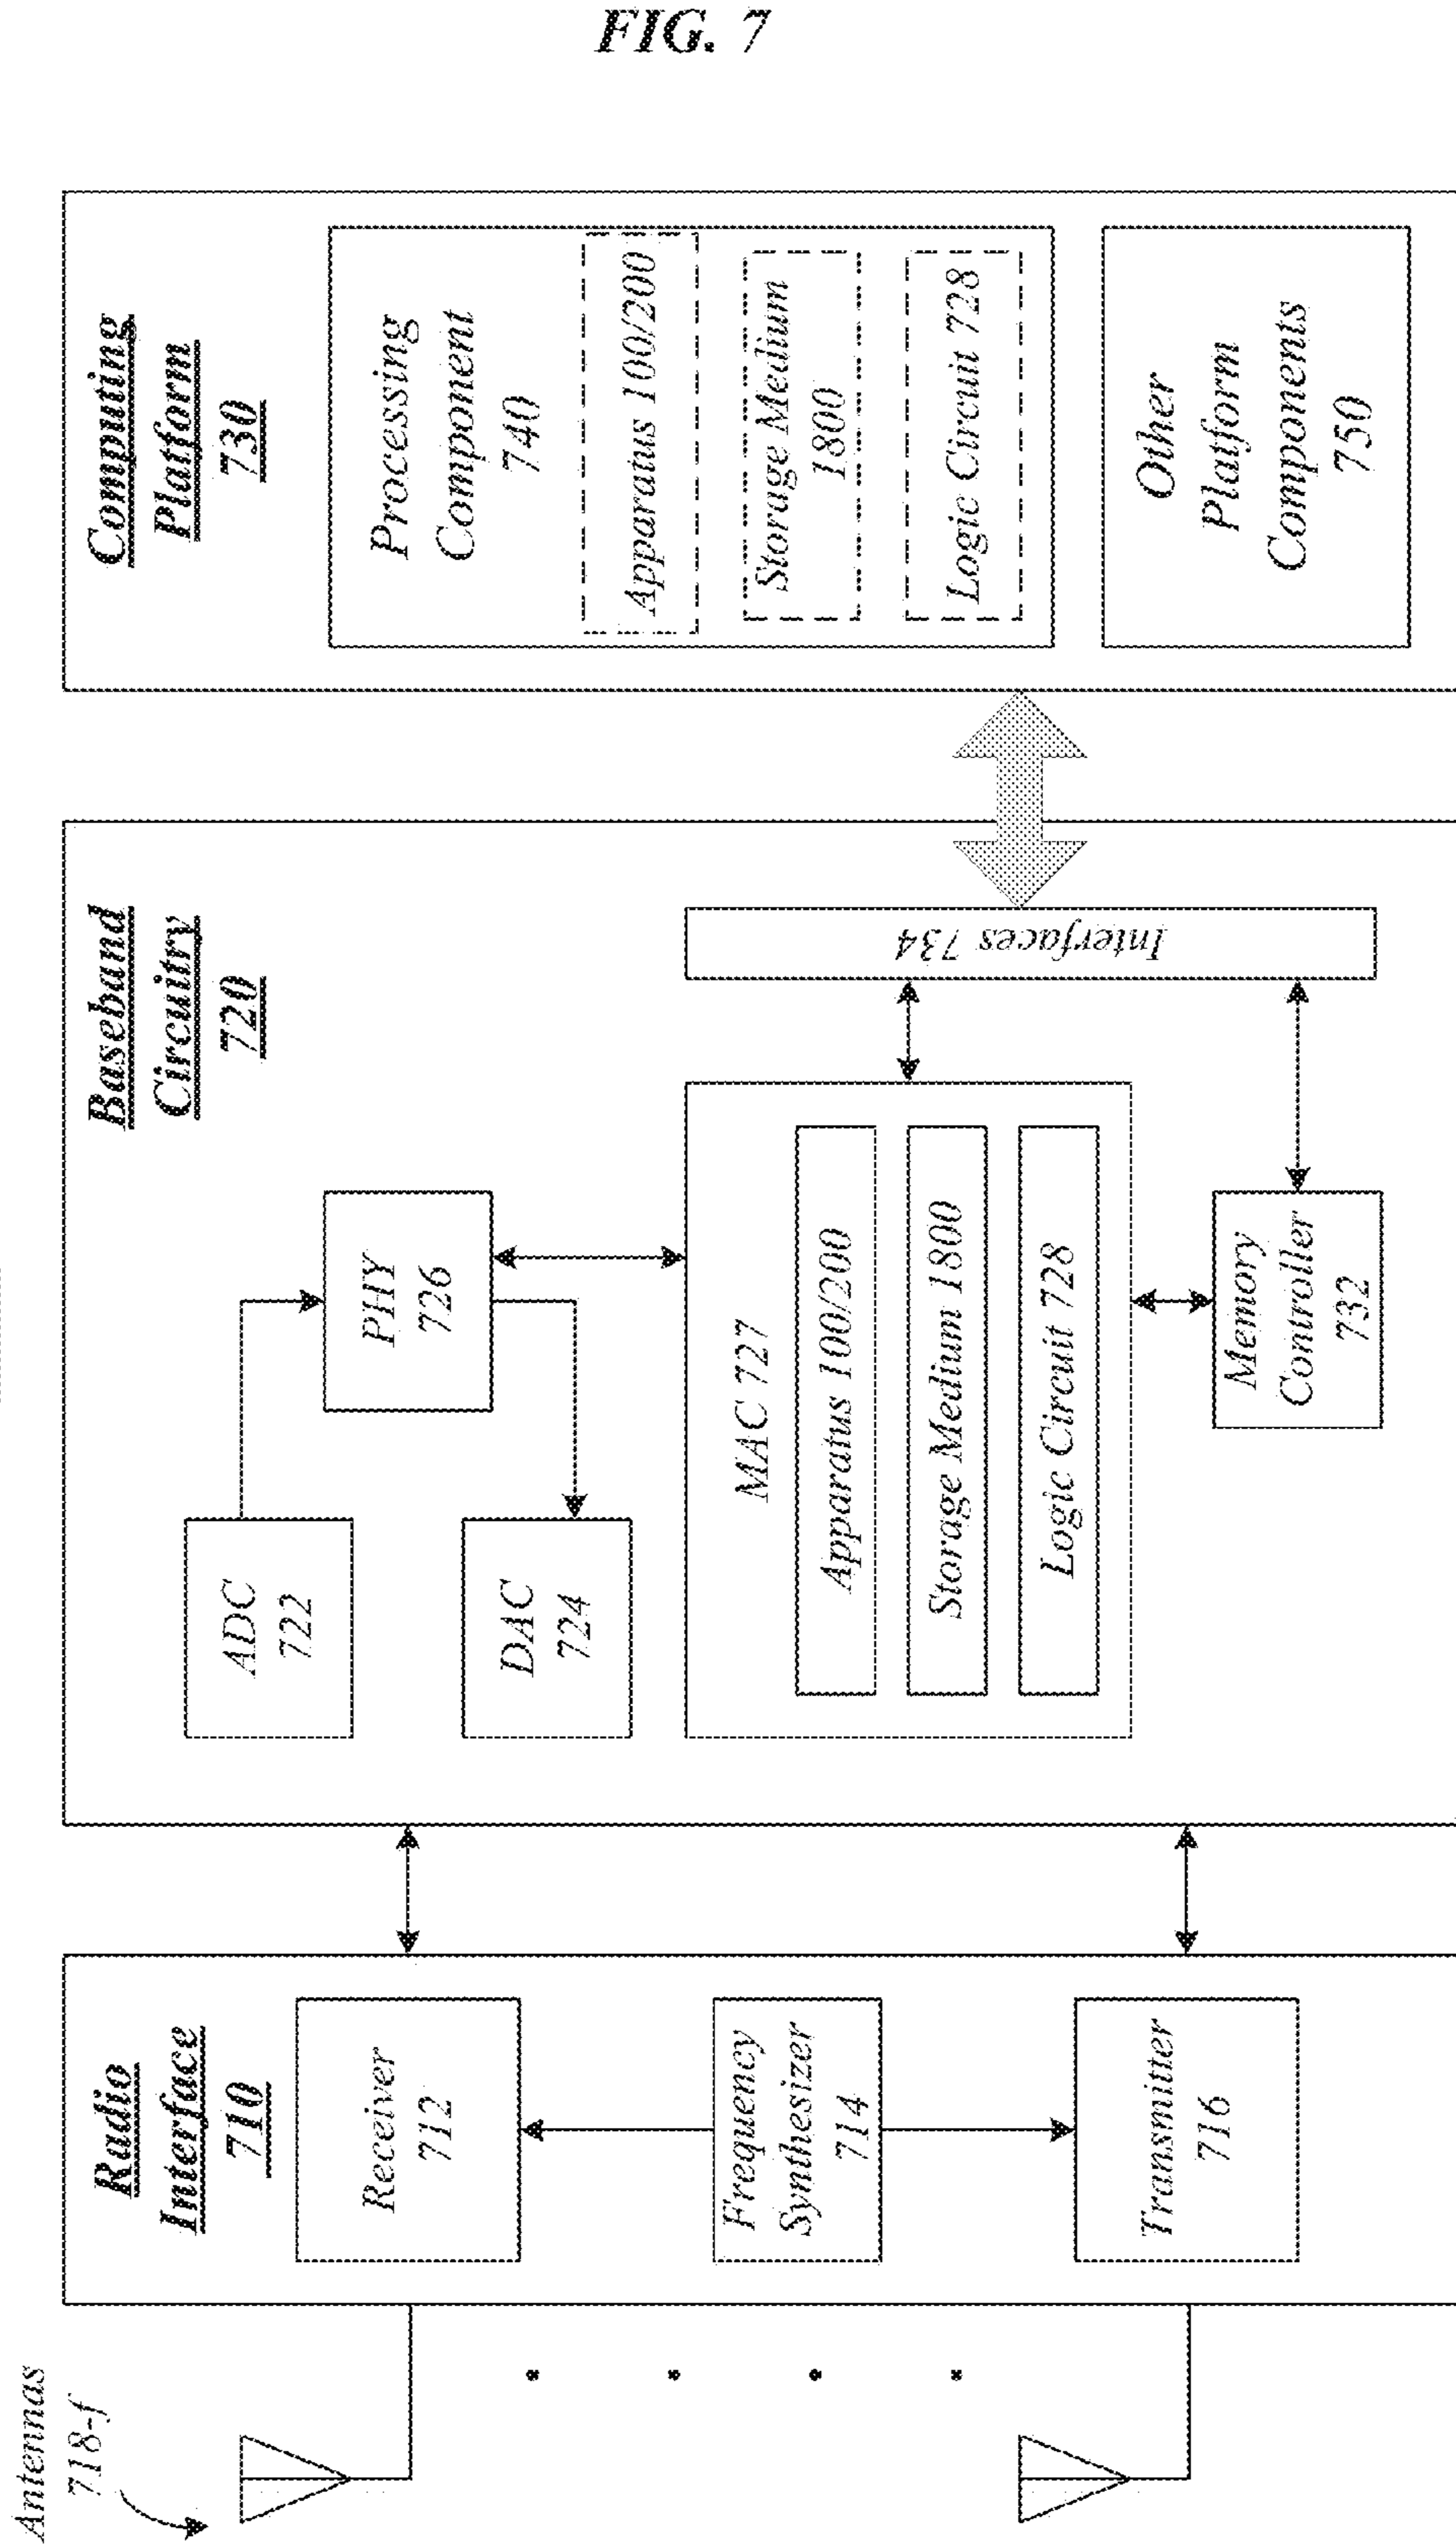 FIG. 7
Antennas
718-f
Radio
Interface
710
Receiver
712
Frequency
Synthesizer
714
Transmitter
716
Baseband
Circuitry
720
ADC
722
PHY
726
DAC
724
MAC 727
Apparatus 100/200
Storage Medium 1800
Logic Circuit 728
Memory
Controller
732
Interfaces 734
Computing
Platform
730
Processing
Component
740
Apparatus 100/200
Storage Medium
1800
Logic Circuit 728
Other
Platform
Components
750